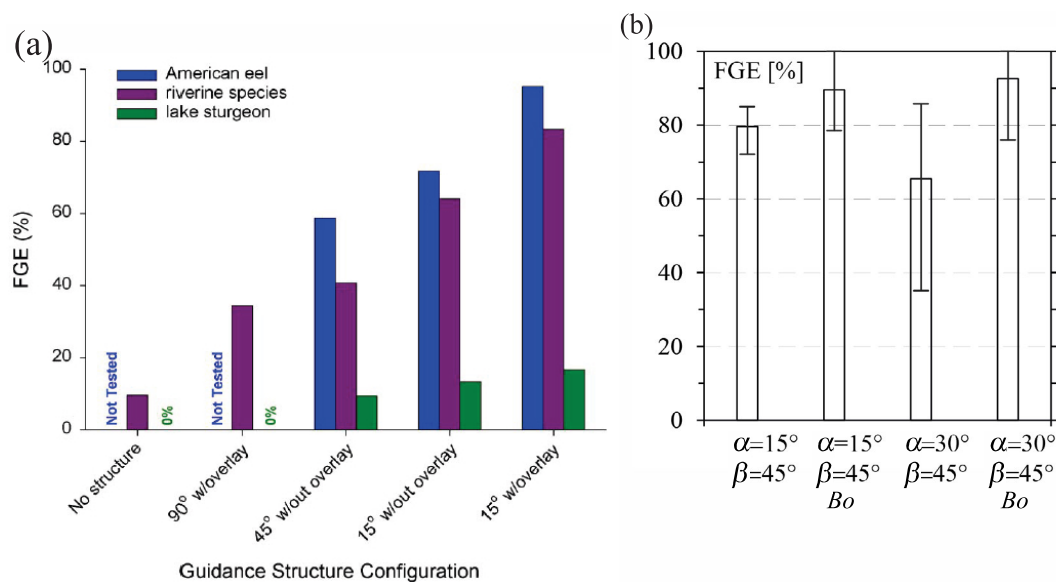 (a)
American eel
riverine species
lake sturgeon
100
80
60
40
20
0
FGE (%)
Not Tested
0%
Not Tested
0%
No structure
90° w/overlay
45° w/out overlay
15° w/out overlay
15° w/overlay
Guidance Structure Configuration
(b)
FGE [%]
100
80
60
40
20
0
α=15° α=15° α=30° α=30°
β=45° β=45° β=45° β=45°
Bo Bo